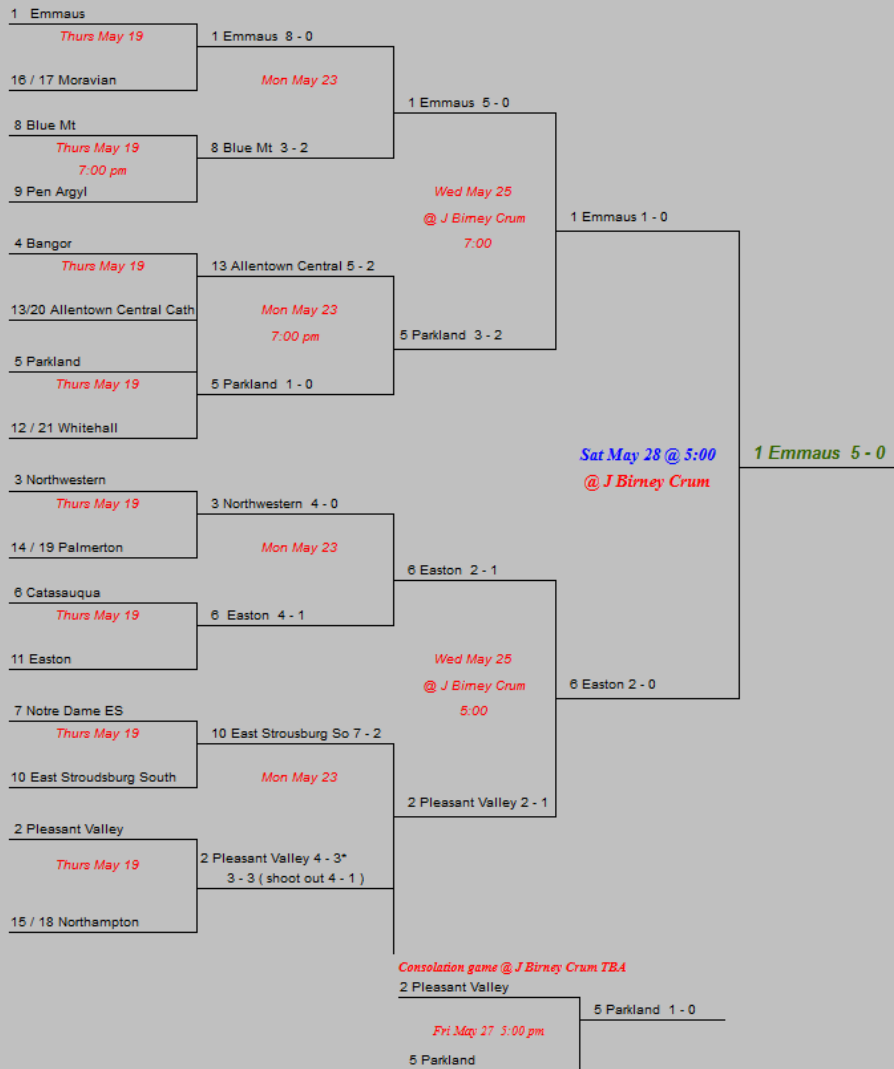 1 Emmaus
Thurs May 19
1 Emmaus 8 - 0
16 / 17 Moravian
Mon May 23
1 Emmaus 5 - 0
8 Blue Mt
Thurs May 19
7:00 pm
8 Blue Mt 3 - 2
9 Pen Argyl
Wed May 25
@ J Birney Crum
7:00
1 Emmaus 1 - 0
4 Bangor
Thurs May 19
13 Allentown Central 5 - 2
13/20 Allentown Central Cath
Mon May 23
7:00 pm
5 Parkland 3 - 2
5 Parkland
Thurs May 19
5 Parkland 1 - 0
12 / 21 Whitehall
Sat May 28 @ 5:00
@ J Birney Crum
1 Emmaus 5 - 0
3 Northwestern
Thurs May 19
3 Northwestern 4 - 0
14 / 19 Palmerton
Mon May 23
6 Easton 2 - 1
6 Catasauqua
Thurs May 19
6 Easton 4 - 1
11 Easton
Wed May 25
@ J Birney Crum
5:00
6 Easton 2 - 0
7 Notre Dame ES
Thurs May 19
10 East Strousburg So 7 - 2
10 East Stroudsburg South
Mon May 23
2 Pleasant Valley 2 - 1
2 Pleasant Valley
Thurs May 19
2 Pleasant Valley 4 - 3*
3 - 3 ( shoot out 4 - 1 )
15 / 18 Northampton
Consolation game @ J Birney Crum TBA
2 Pleasant Valley
5 Parkland 1 - 0
Fri May 27 5:00 pm
5 Parkland